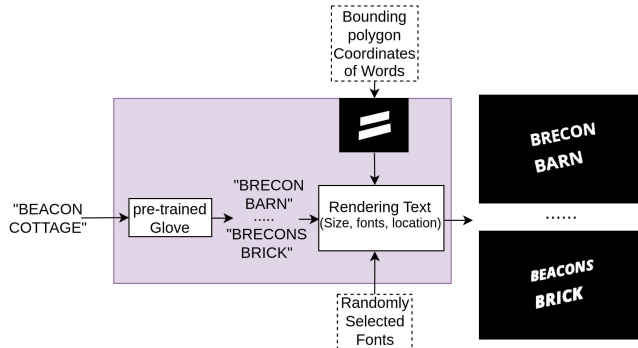 Bounding
polygon
Coordinates
of Words
"BEACON
COTTAGE"
pre-trained
Glove
"BRECON
BARN"
.....
"BRECONS
BRICK"
Rendering Text
(Size, fonts, location)
Randomly
Selected
Fonts
BRECON
BARN
......
BEACONS
BRICK